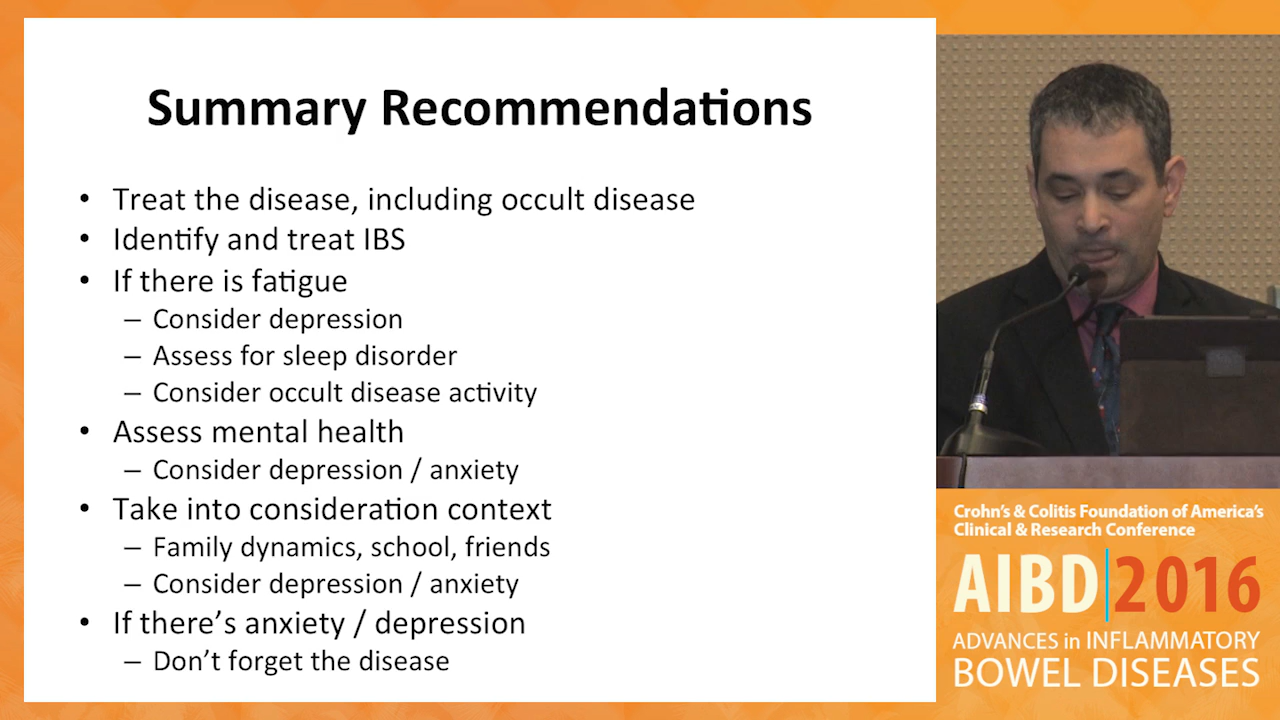 Summary Recommendations
• Treat the disease, including occult disease
• Identify and treat IBS
• If there is fatigue
– Consider depression
– Assess for sleep disorder
– Consider occult disease activity
• Assess mental health
– Consider depression / anxiety
• Take into consideration context
– Family dynamics, school, friends
– Consider depression / anxiety
• If there’s anxiety / depression
– Don’t forget the disease
Crohn’s & Colitis Foundation of America’s
Clinical & Research Conference
AIBD|2016
ADVANCES in INFLAMMATORY
BOWEL DISEASES